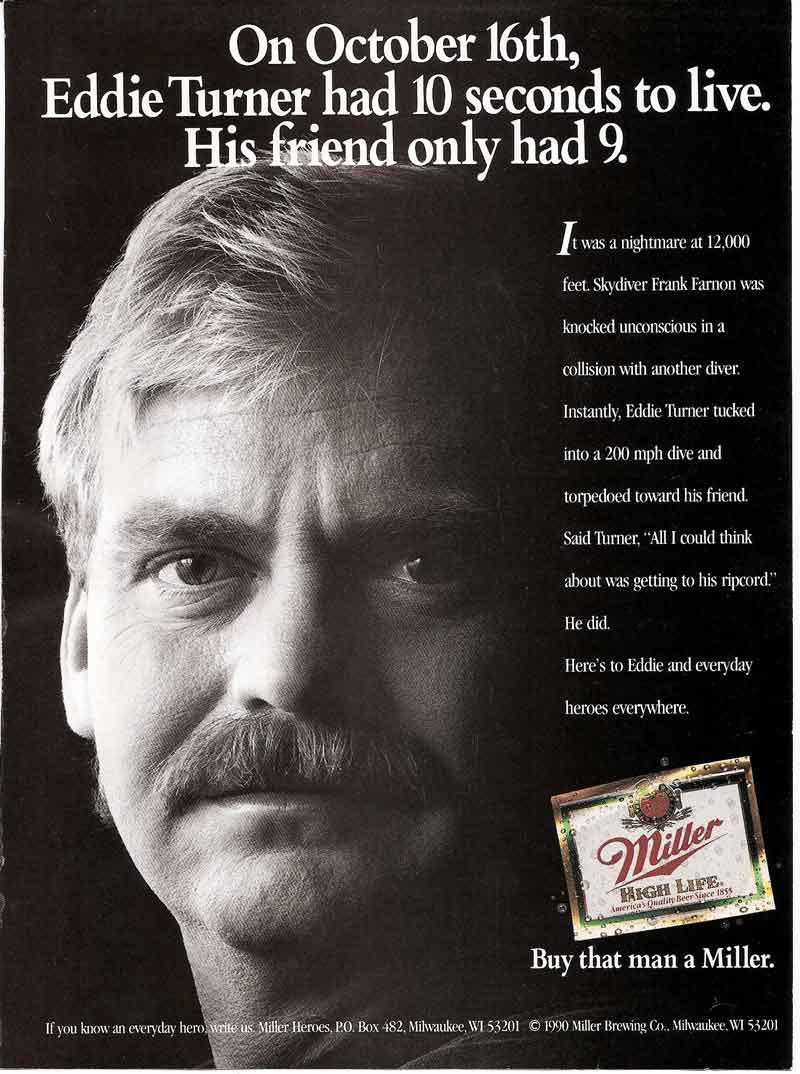 On October 16th,
Eddie Turner had 10 seconds to live.
His friend only had 9.
It was a nightmare at 12,000
feet. Skydiver Frank Farnon was
knocked unconscious in a
collision with another diver.
Instantly, Eddie Turner tucked
into a 200 mph dive and
torpedoed toward his friend.
Said Turner, “All I could think
about was getting to his ripcord.”
He did.
Here's to Eddie and everyday
heroes everywhere.
Miller
HIGH LIFE®
America's Quality Beer Since 1855
Buy that man a Miller.
If you know an everyday hero, write us. Miller Heroes, P.O. Box 482, Milwaukee, WI 53201 © 1990 Miller Brewing Co., Milwaukee, WI 53201